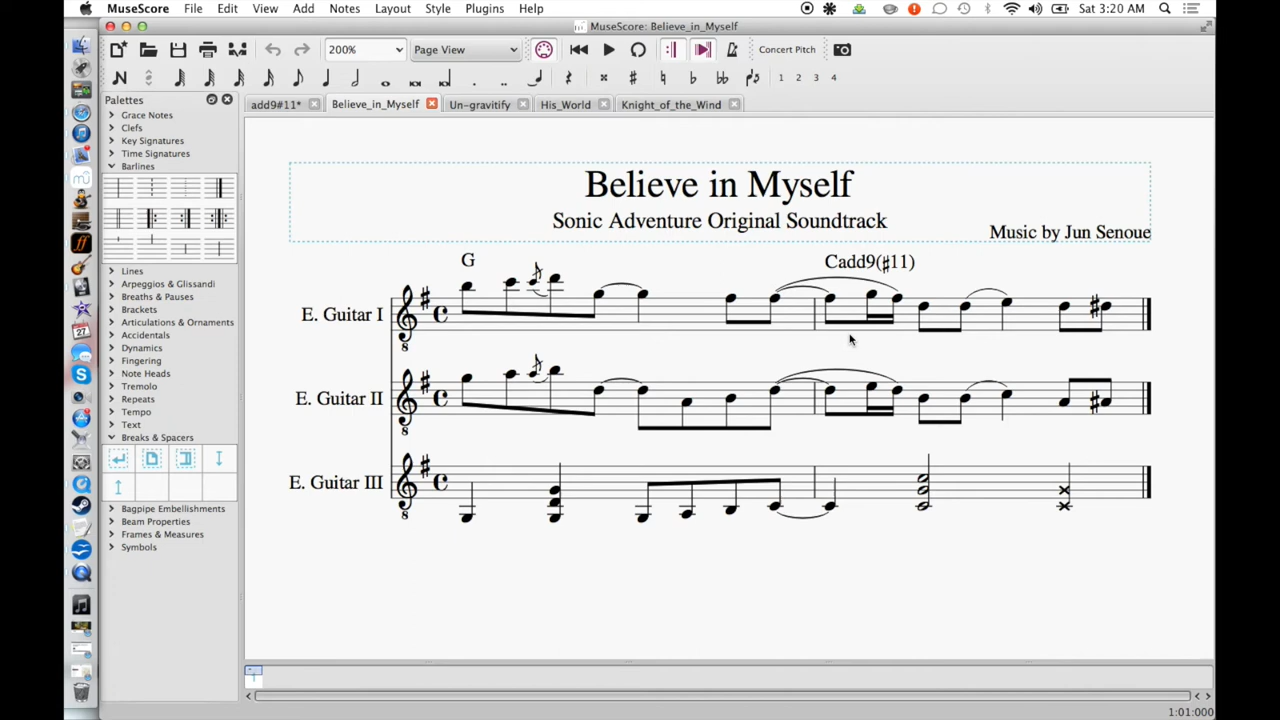 MuseScore File Edit View Add Notes Layout Style Plugins Help Sat 3:20 AM
MuseScore: Believe_in_Myself
200% Page View Concert Pitch
1 2 3 4
Palettes
add9#11* Believe_in_Myself Un-gravitify His_World Knight_of_the_Wind
Grace Notes
Clefs
Key Signatures
Time Signatures
Barlines
Lines
Arpeggios & Glissandi
Breaths & Pauses
Brackets
Articulations & Ornaments
Accidentals
Dynamics
Fingering
Note Heads
Tremolo
Repeats
Tempo
Text
Breaks & Spacers
Bagpipe Embellishments
Beam Properties
Frames & Measures
Symbols
Believe in Myself
Sonic Adventure Original Soundtrack
Music by Jun Senoue
G Cadd9(♯11)
E. Guitar I
8
E. Guitar II
8
E. Guitar III
8
1:01:000